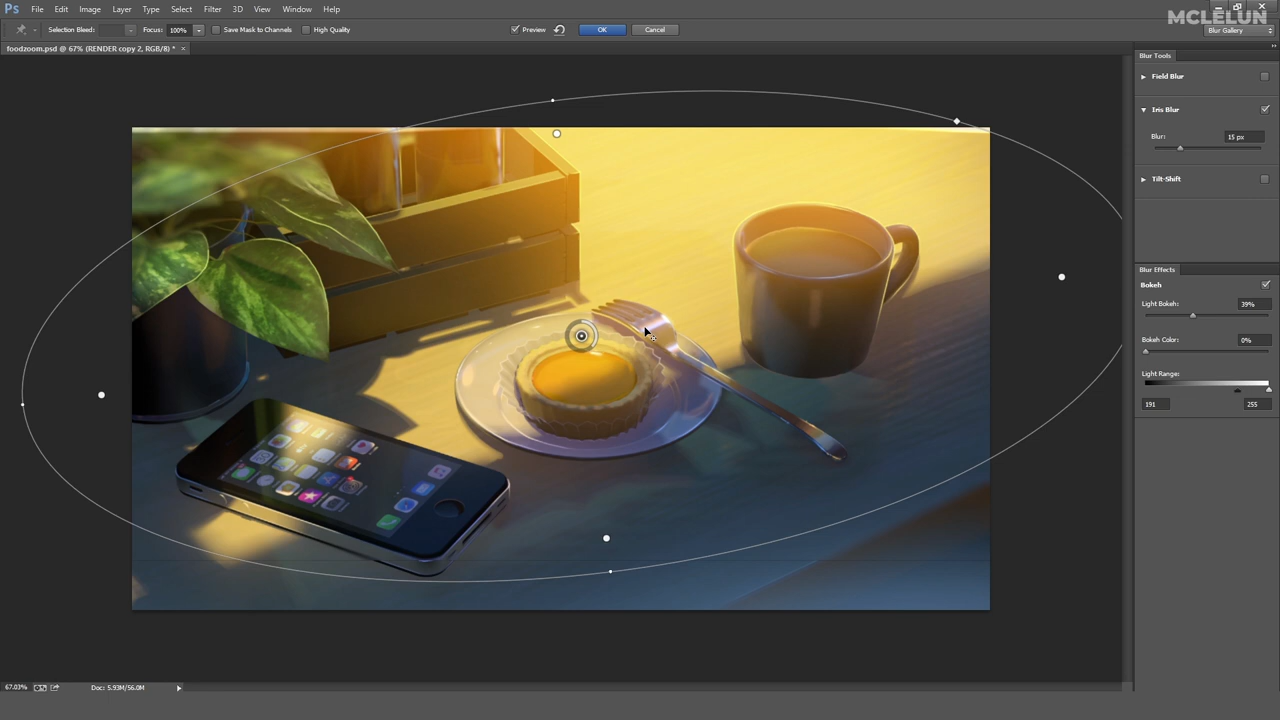 MCLELUN
Ps File Edit Image Layer Type Select Filter 3D View Window Help
Selection Bleed: Focus: 100% Save Mask to Channels High Quality Preview OK Cancel Blur Gallery
foodzoom.psd @ 67% (RENDER copy 2, RGB/8) * ×
Blur Tools
Field Blur
Iris Blur
Blur: 15 px
Tilt-Shift
Blur Effects
Bokeh
Light Bokeh: 39%
Bokeh Color: 0%
Light Range:
191 255
67.03% Doc: 5.93M/56.0M